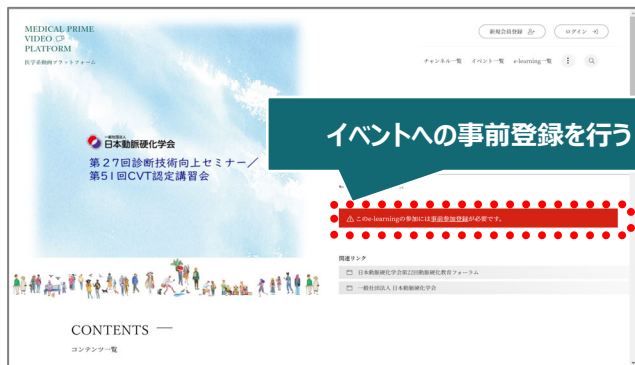 MEDICAL PRIME
VIDEO
PLATFORM
医学系動画プラットフォーム
新規会員登録
ログイン
チャンネル一覧 イベント一覧 e-learning一覧
イベントへの事前登録を行う
一般社団法人
日本動脈硬化学会
第27回診断技術向上セミナー／
第51回CVT認定講習会
このe-learningの参加には事前参加登録が必要です。
関連リンク
日本動脈硬化学会第22回動脈硬化教育フォーラム
一般社団法人 日本動脈硬化学会
CONTENTS
コンテンツ一覧